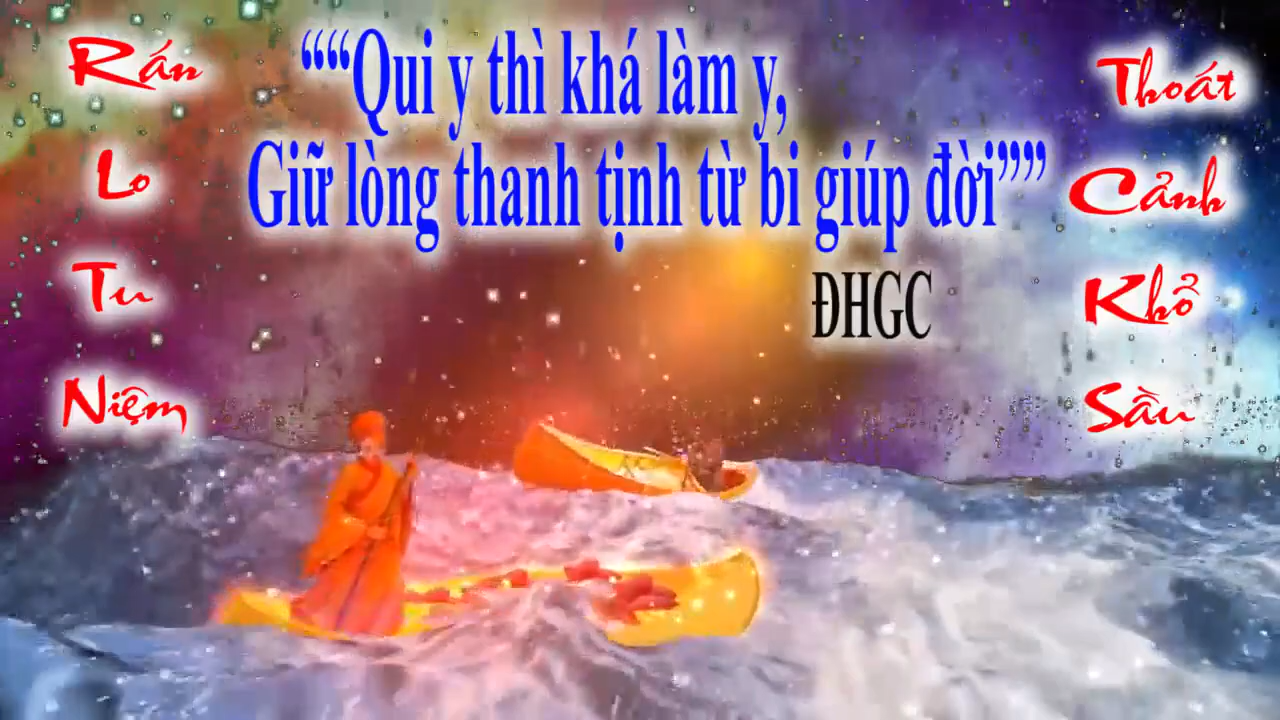 Rấn
Lo
Tu
Niệm
““Qui y thì khá làm y,
Giữ lòng thanh tịnh từ bi giúp đời””
ĐHGC
Thoát
Cảnh
Khổ
Sầu